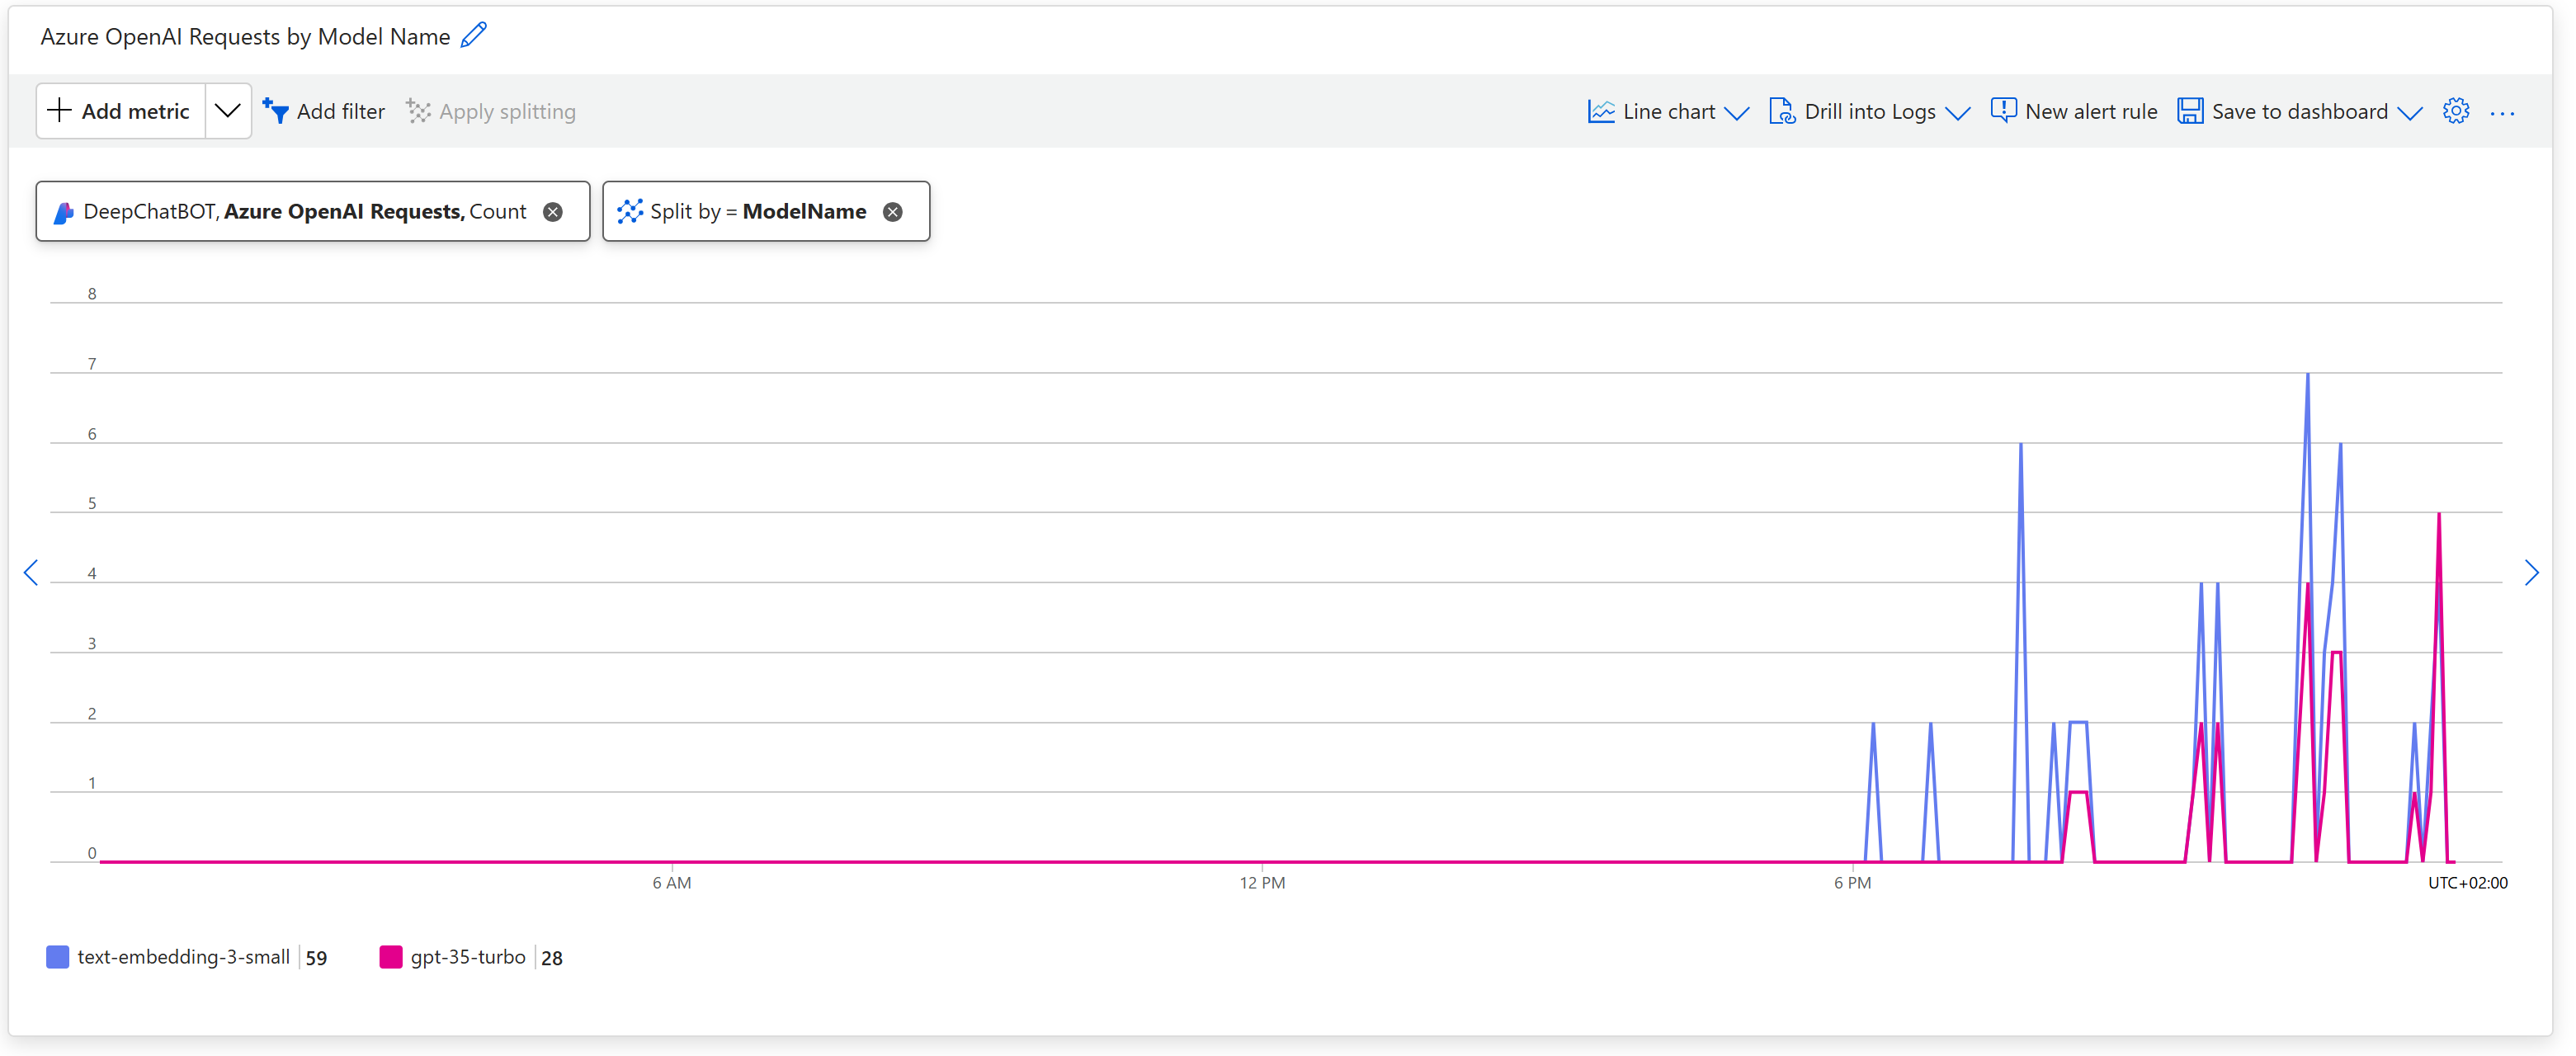 Azure OpenAI Requests by Model Name
Add metric Add filter Apply splitting Line chart Drill into Logs New alert rule Save to dashboard ...
DeepChatBOT, Azure OpenAI Requests, Count Split by = ModelName
8
7
6
5
4
3
2
1
0
6 AM 12 PM 6 PM UTC+02:00
text-embedding-3-small 59 gpt-35-turbo 28